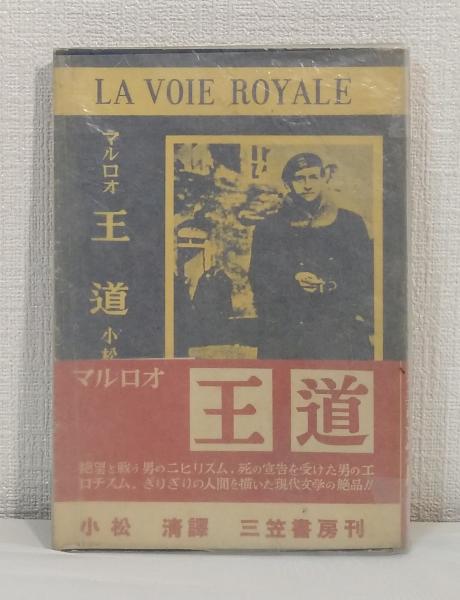 LA VOIE ROYALE
マルロオ
王道
小松
マルロオ
王道
絶望と戦う男のニヒリズム、死の宣告を受けた男のエ
ロチスム。ぎりぎりの人間を描いた現代文学の絶品!!
小松 清譯 三笠書房刊